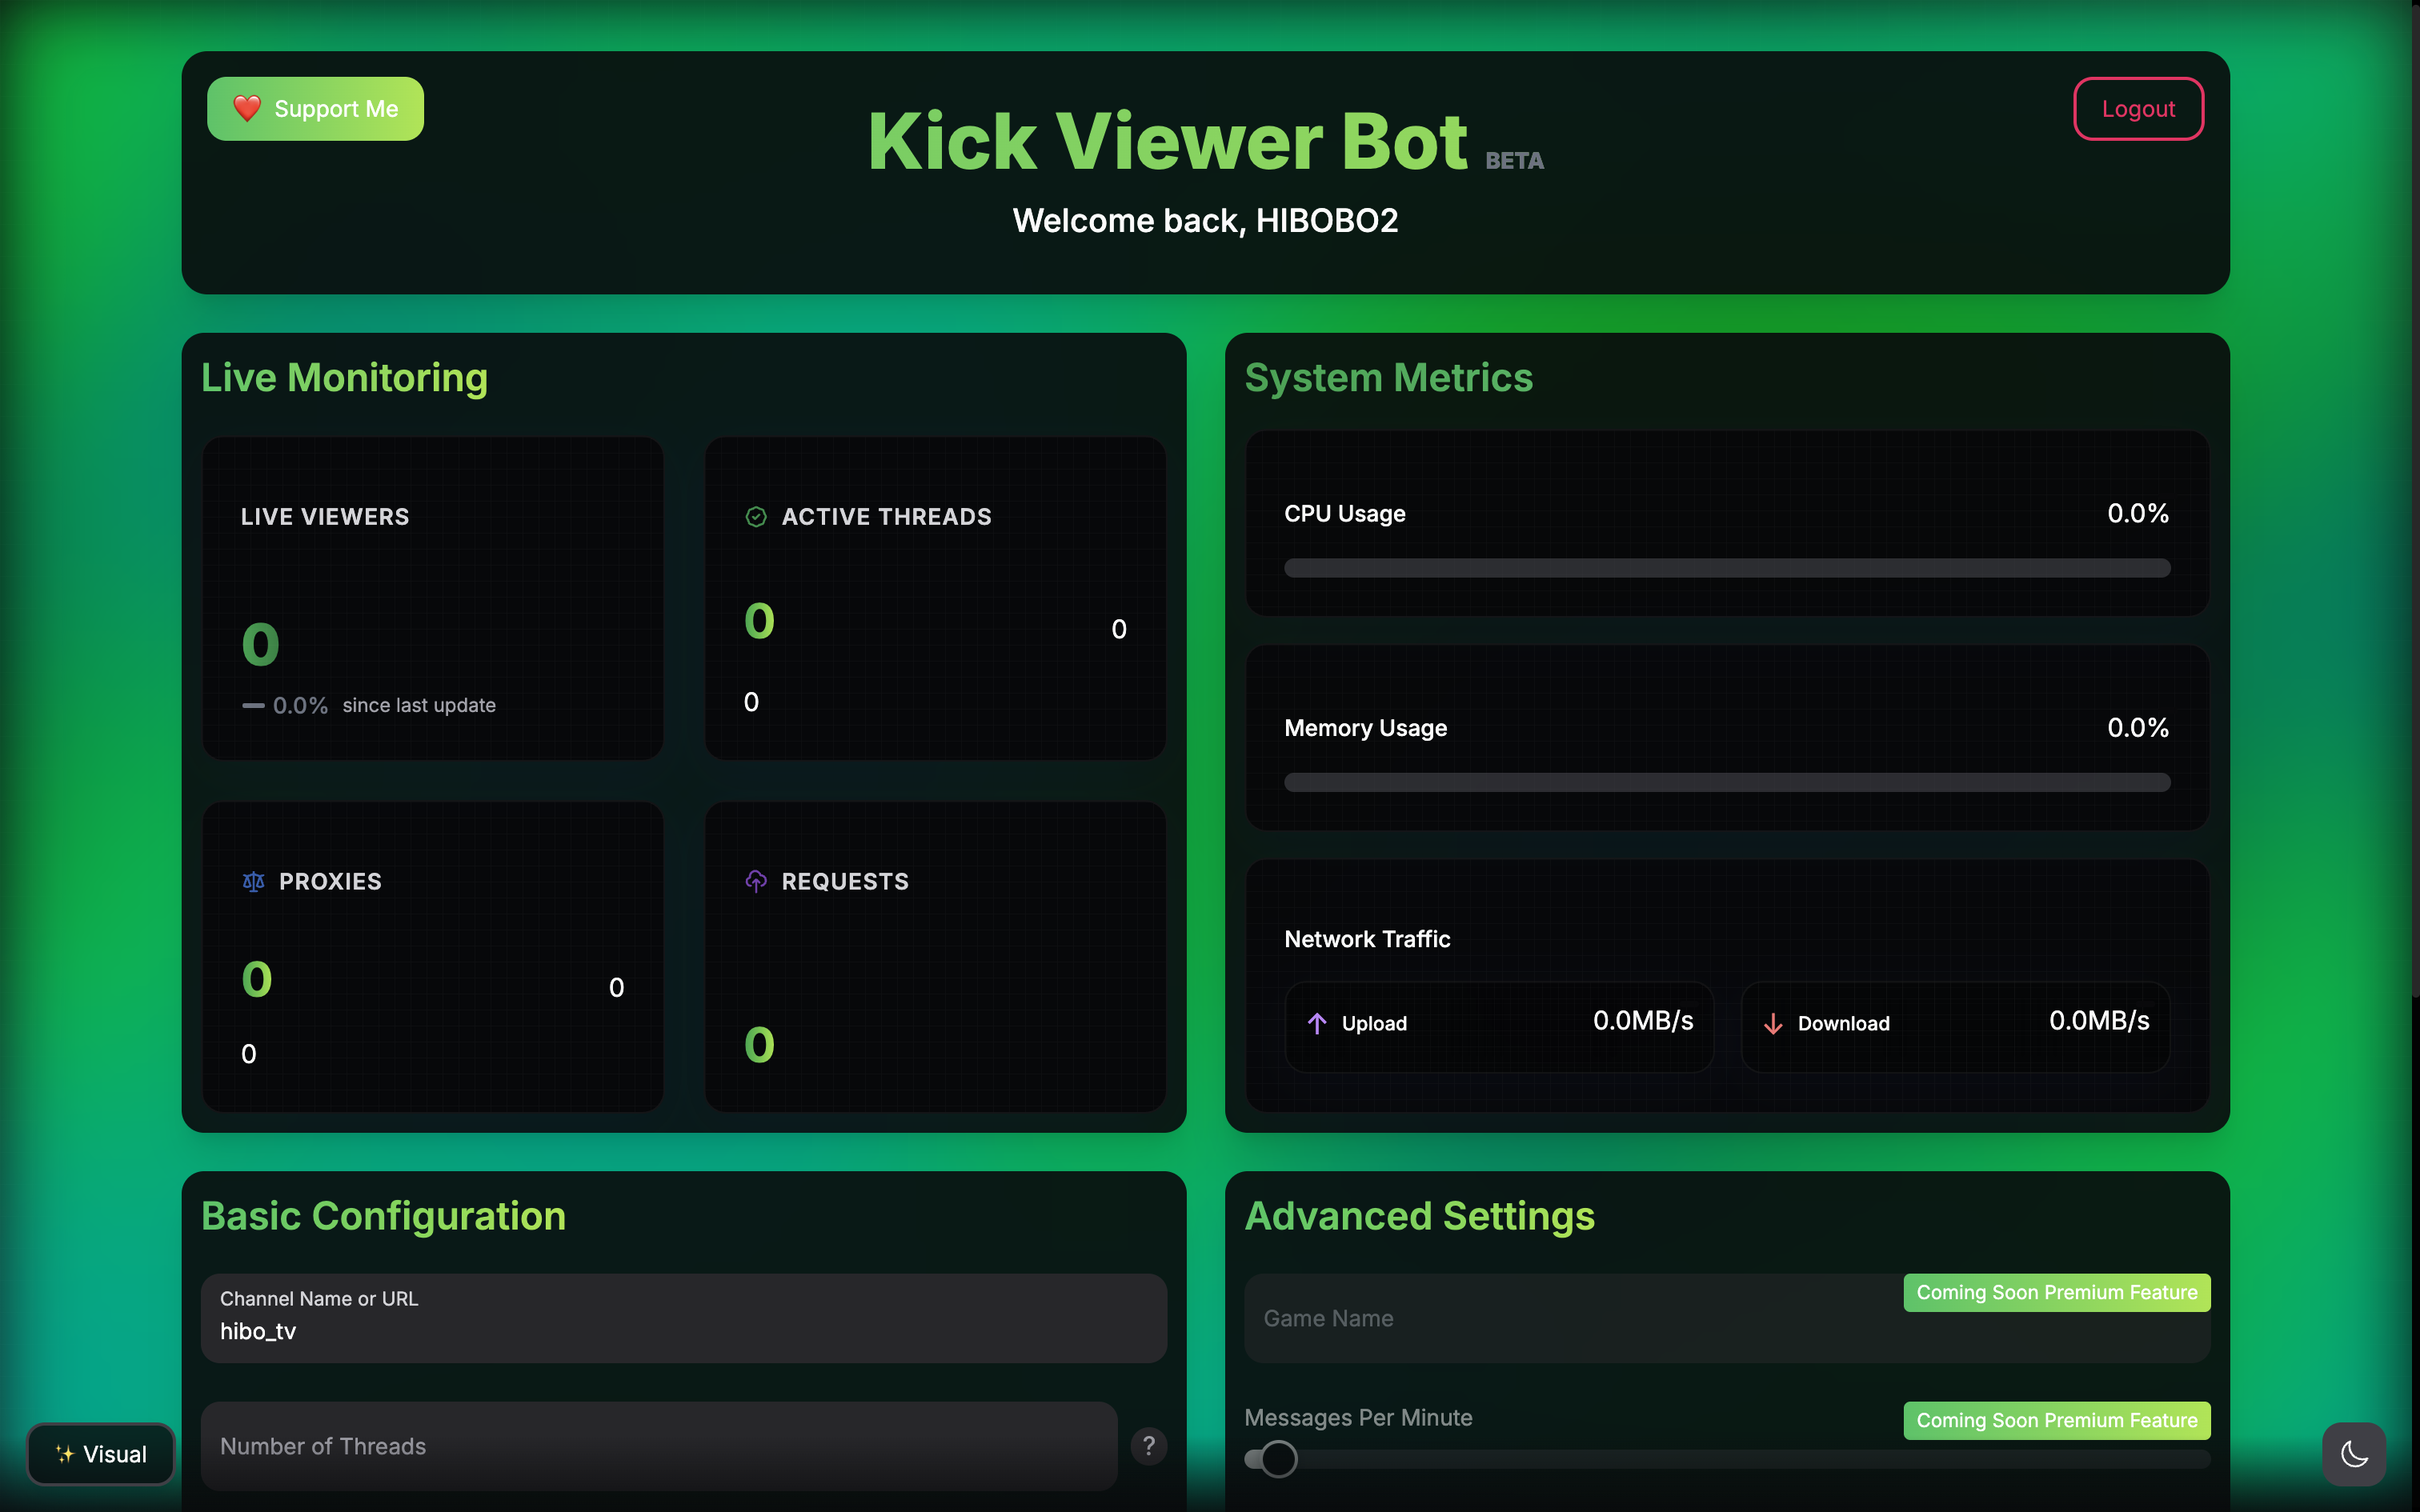 ❤️ Support Me
Kick Viewer Bot BETA
Logout
Welcome back, HIBOBO2
Live Monitoring
LIVE VIEWERS
0
0.0% since last update
ACTIVE THREADS
0 0
0
PROXIES
0 0
0
REQUESTS
0
System Metrics
CPU Usage 0.0%
Memory Usage 0.0%
Network Traffic
Upload 0.0MB/s
Download 0.0MB/s
Basic Configuration
Channel Name or URL
hibo_tv
Number of Threads ?
Advanced Settings
Coming Soon Premium Feature
Game Name
Messages Per Minute Coming Soon Premium Feature
✨ Visual